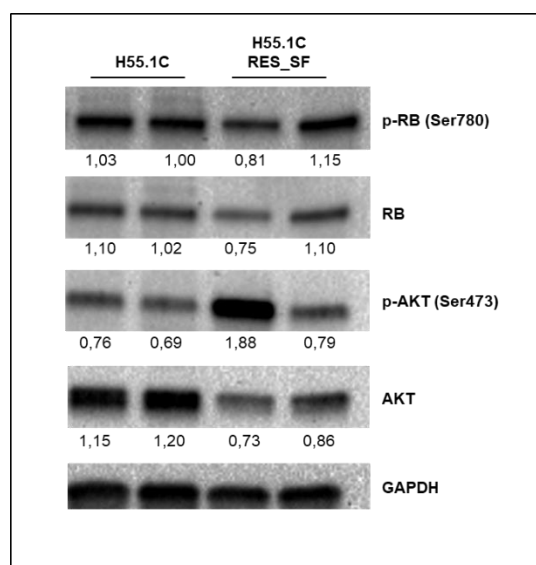 H55.1C
H55.1C
RES_SF
p-RB (Ser780)
1,03 1,00 0,81 1,15
RB
1,10 1,02 0,75 1,10
p-AKT (Ser473)
0,76 0,69 1,88 0,79
AKT
1,15 1,20 0,73 0,86
GAPDH